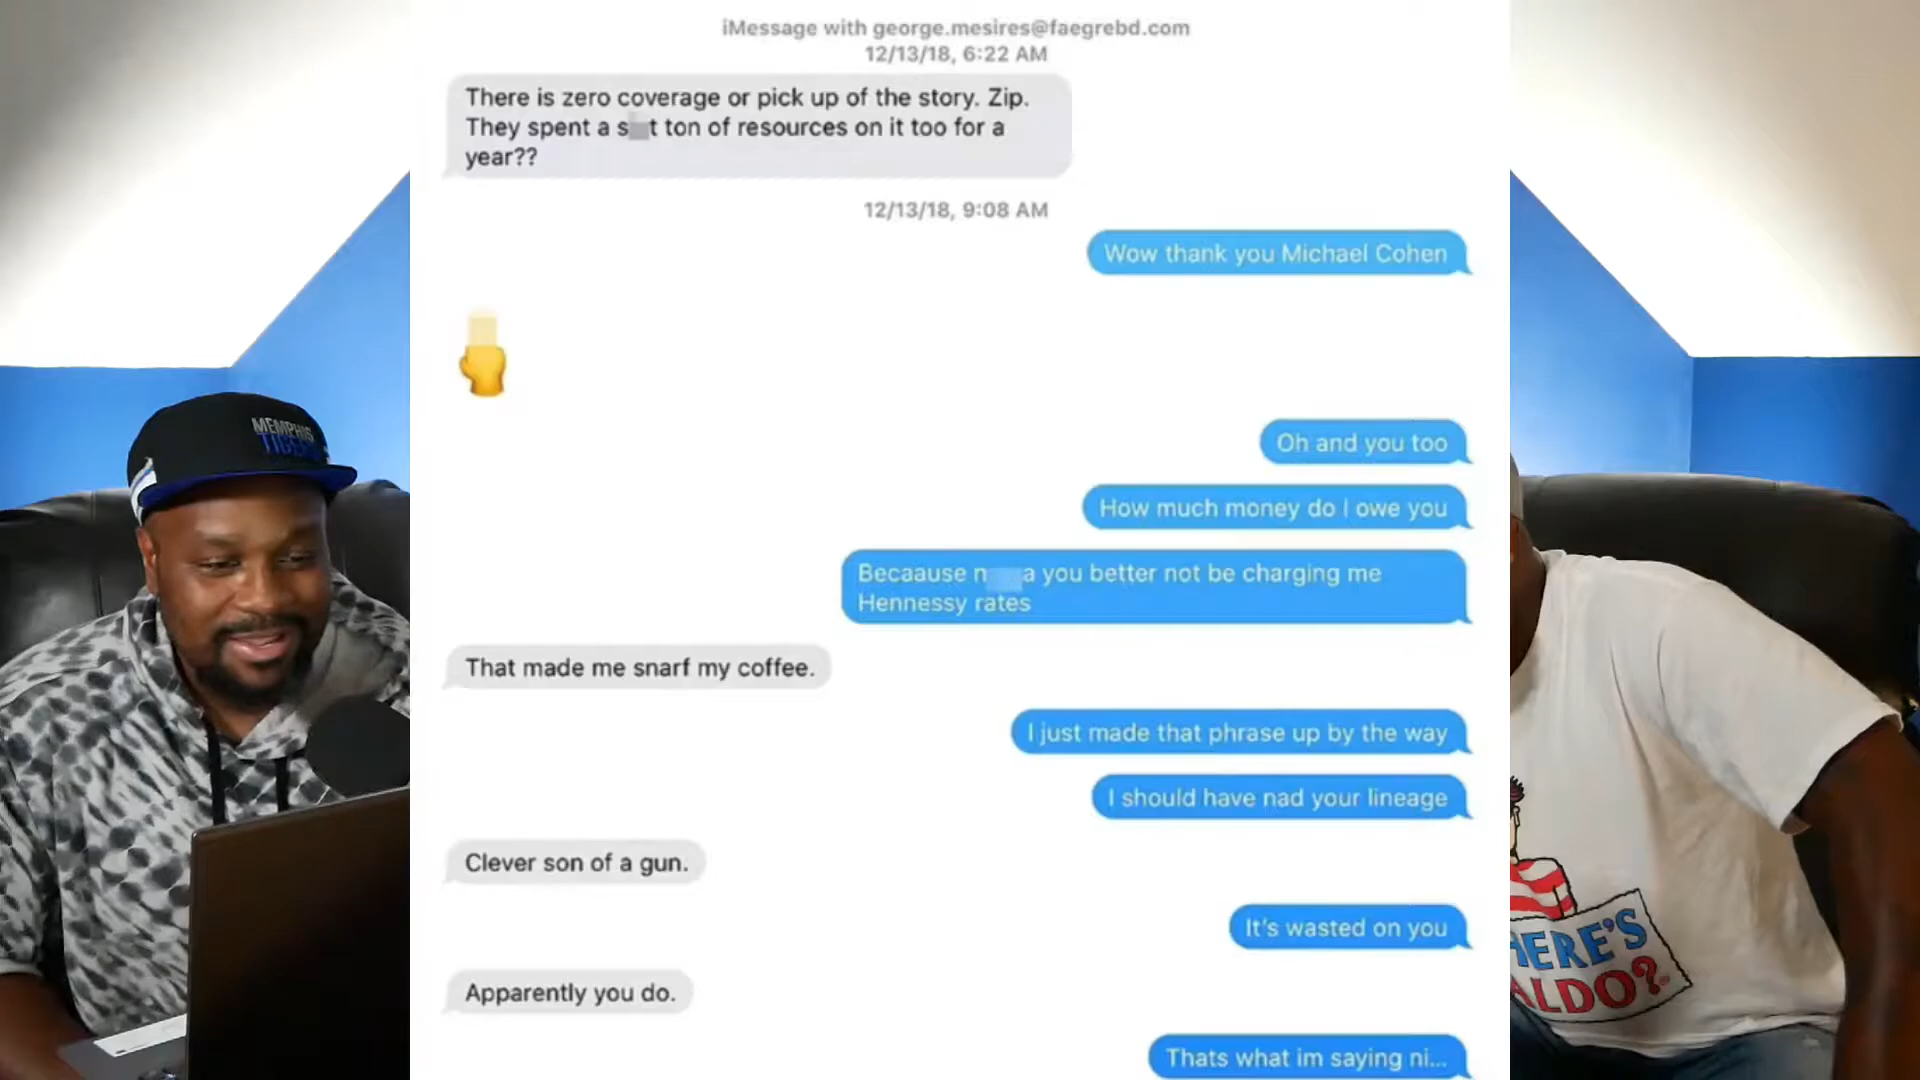 iMessage with george.mesires@faegrebd.com
12/13/18, 6:22 AM
There is zero coverage or pick up of the story. Zip.
They spent a s t ton of resources on it too for a
year??
12/13/18, 9:08 AM
Wow thank you Michael Cohen
Oh and you too
How much money do I owe you
Becaause n a you better not be charging me
Hennessy rates
That made me snarf my coffee.
I just made that phrase up by the way
I should have nad your lineage
Clever son of a gun.
It's wasted on you
Apparently you do.
Thats what im saying ni...
MEMPHIS
TIGERS
HERE'S
ALDO?